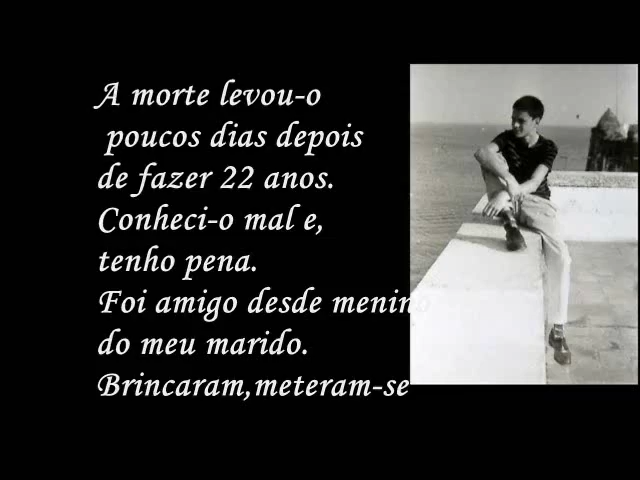 A morte levou-o
poucos dias depois
de fazer 22 anos.
Conheci-o mal e,
tenho pena.
Foi amigo desde menino
do meu marido.
Brincaram,meteram-se